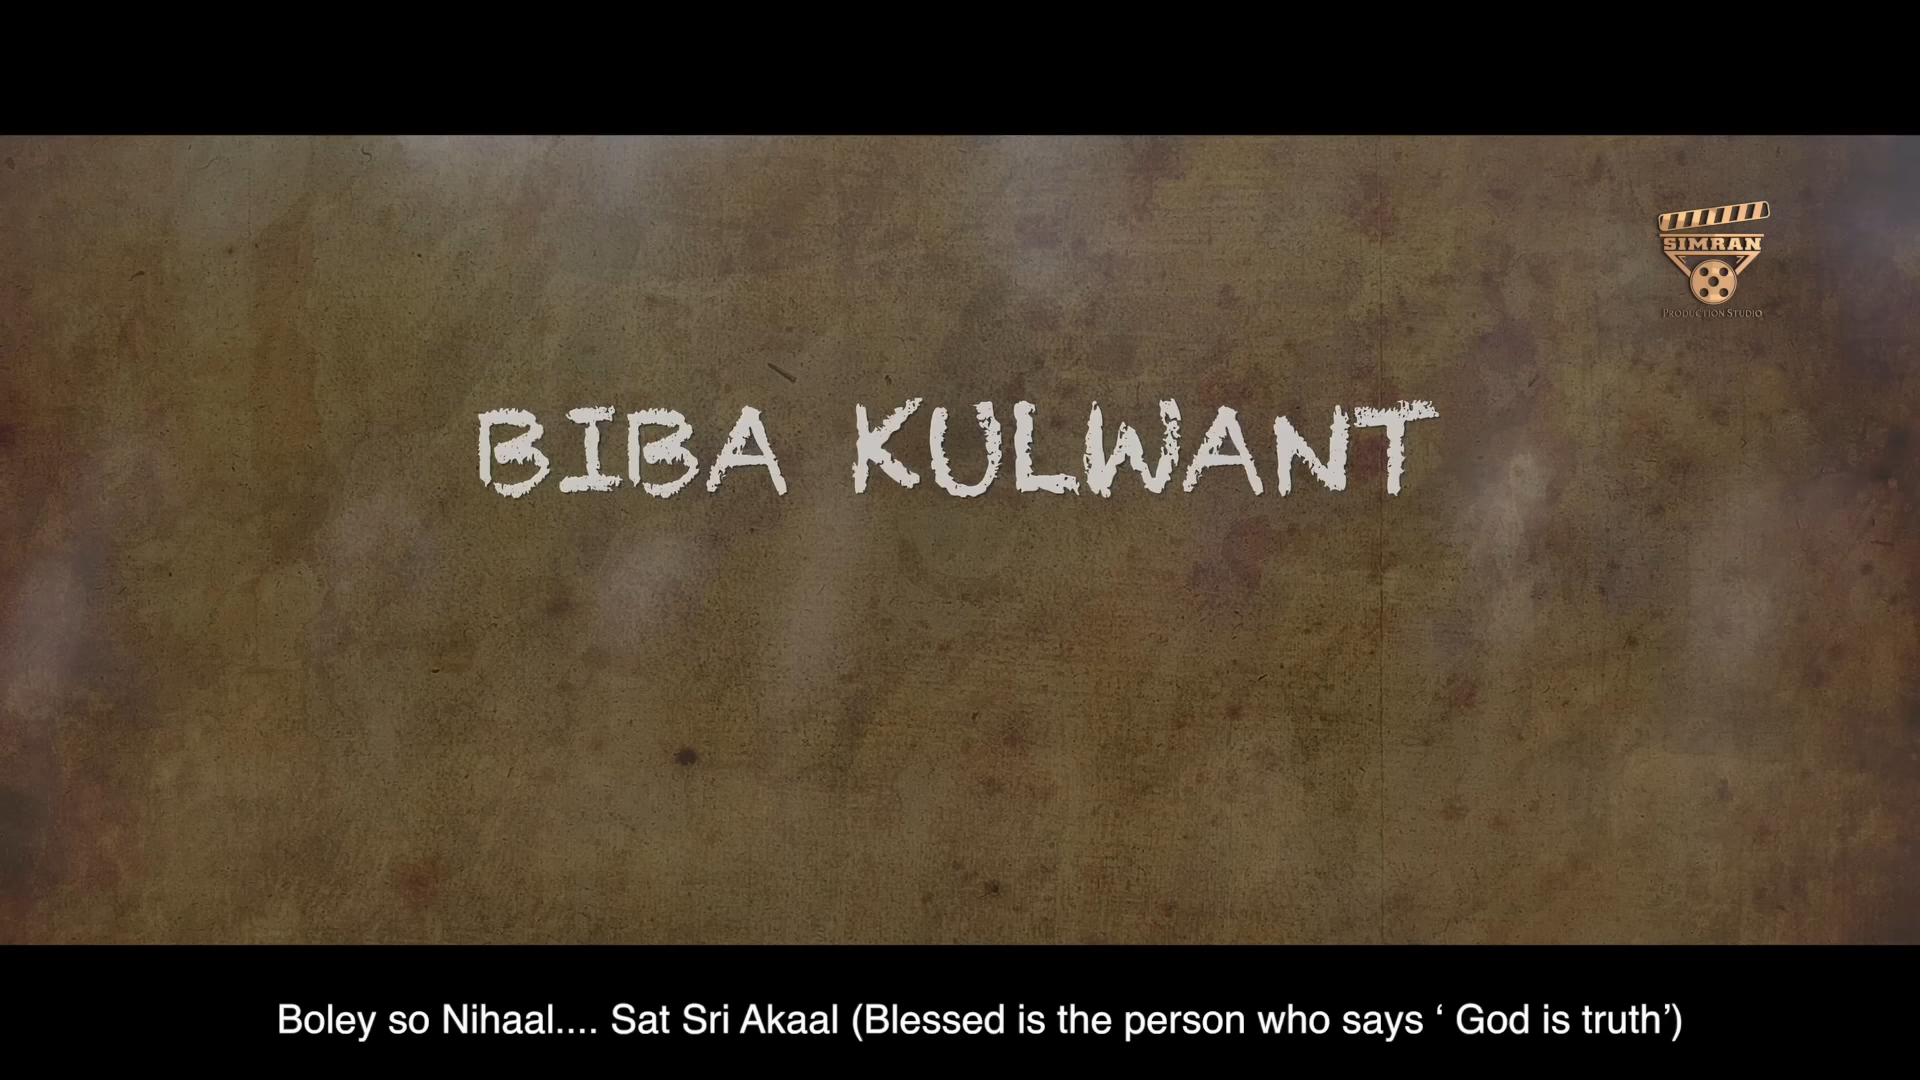 SIMRAN
PRODUCTION STUDIO
BIBA KULWANT
Boley so Nihaal.... Sat Sri Akaal (Blessed is the person who says ‘ God is truth’)